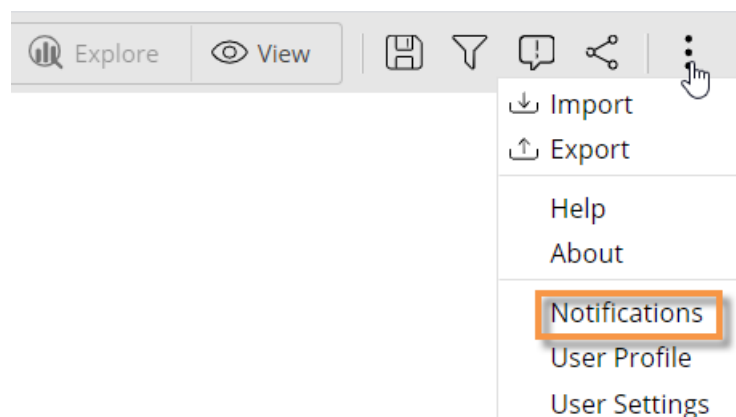 Explore View
Import
Export
Help
About
Notifications
User Profile
User Settings